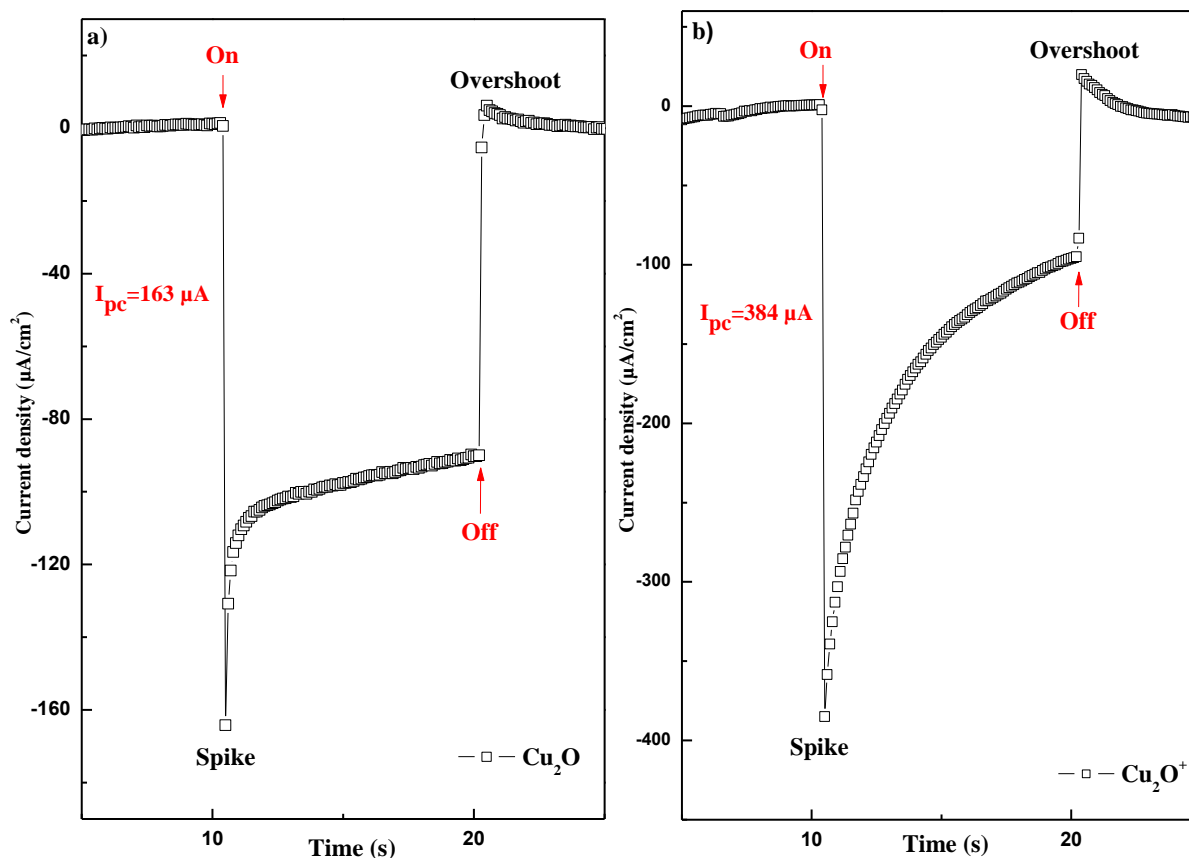 a)
On
Overshoot
0
-40
-80
-120
-160
I_pc=163 µA
Off
Spike
Cu₂O
10
20
Time (s)
Current density (µA/cm²)
b)
On
Overshoot
0
-100
-200
-300
-400
I_pc=384 µA
Off
Spike
Cu₂O⁺
10
20
Time (s)
Current density (µA/cm²)